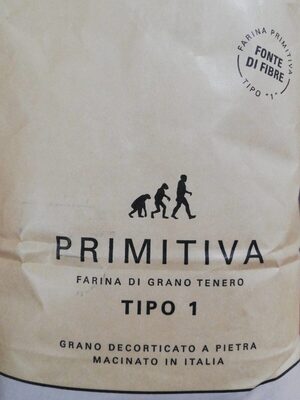 FARINA PRIMITIVA
FONTE
DI FIBRE
TIPO "1"
PRIMITIVA
FARINA DI GRANO TENERO
TIPO 1
GRANO DECORTICATO A PIETRA
MACINATO IN ITALIA